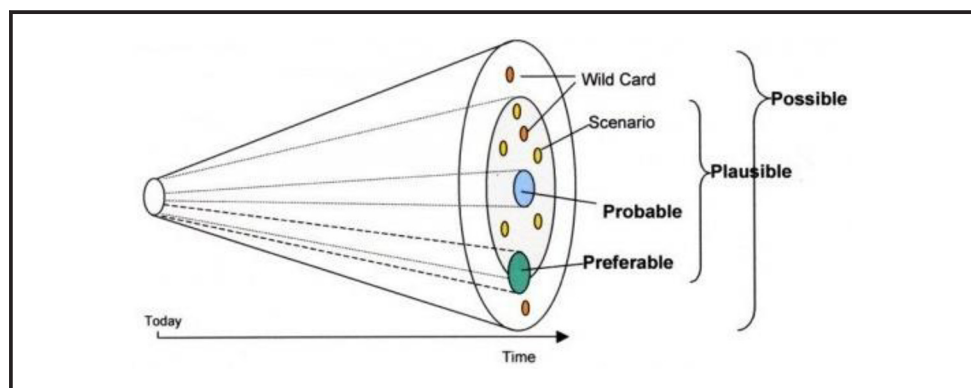 Wild Card
Possible
Scenario
Plausible
Probable
Preferable
Today
Time